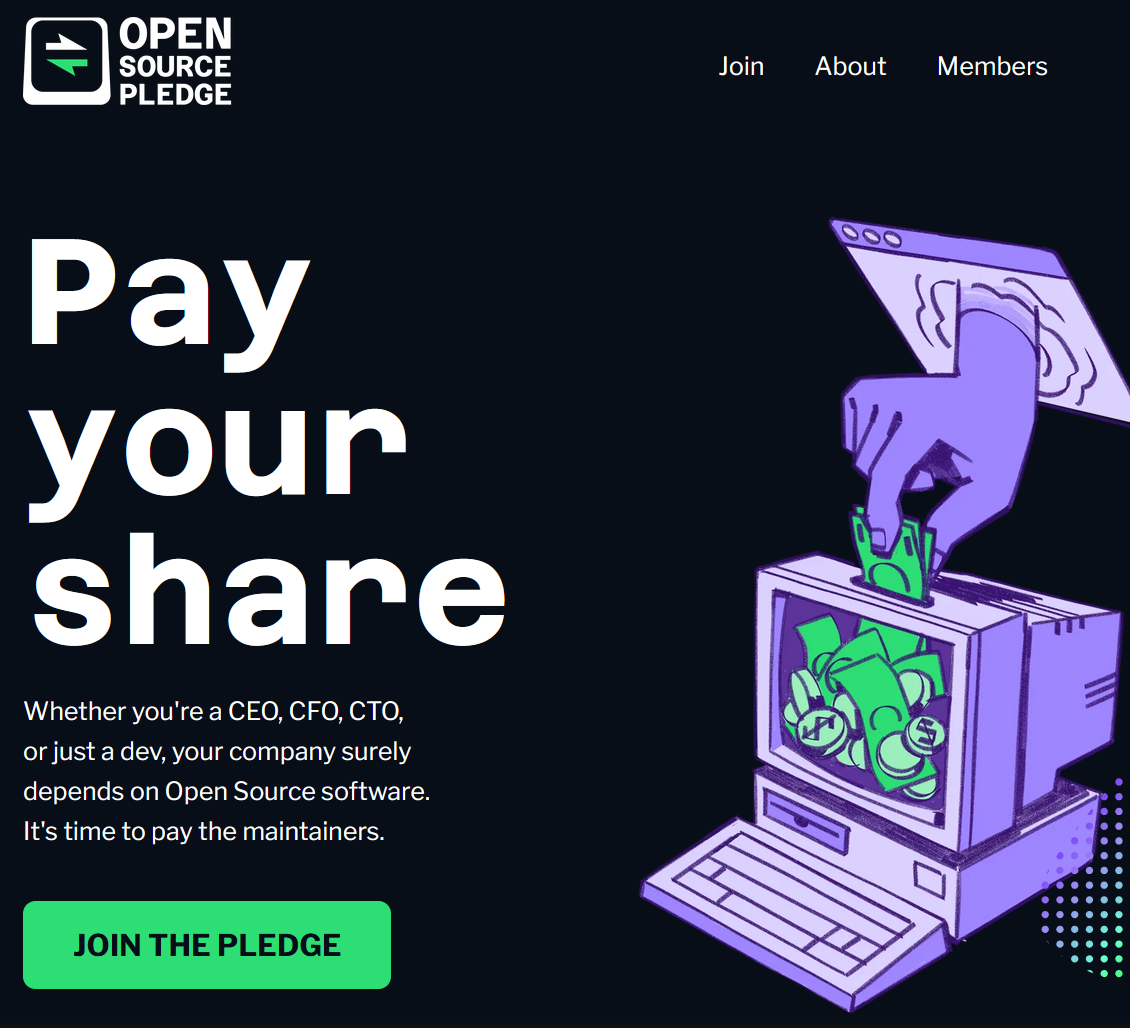 OPEN
SOURCE
PLEDGE
Join About Members
Pay
your
share
Whether you're a CEO, CFO, CTO,
or just a dev, your company surely
depends on Open Source software.
It's time to pay the maintainers.
JOIN THE PLEDGE